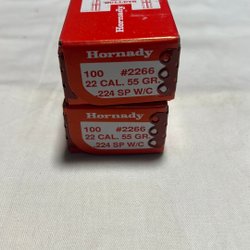 Hornady
100 #2266
22 CAL. 55 GR.
.224 SP W/C
Hornady
100 #2266
22 CAL. 55 GR.
.224 SP W/C